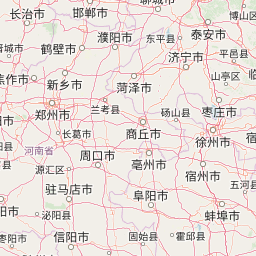 聊城市
长治市
邯郸市
泰安市
博山区
晋城市
鹤壁市
濮阳市
东平县
平邑县
济宁市
焦作市
新乡市
菏泽市
山亭区
郑州市
兰考县
砀山县
枣庄市
长葛市
商丘市
徐州市
河南省
源汇区
周口市
亳州市
宿州市
五河县
驻马店市
阜阳市
泌阳县
蚌埠市
枣阳市
信阳市
固始县
霍邱县